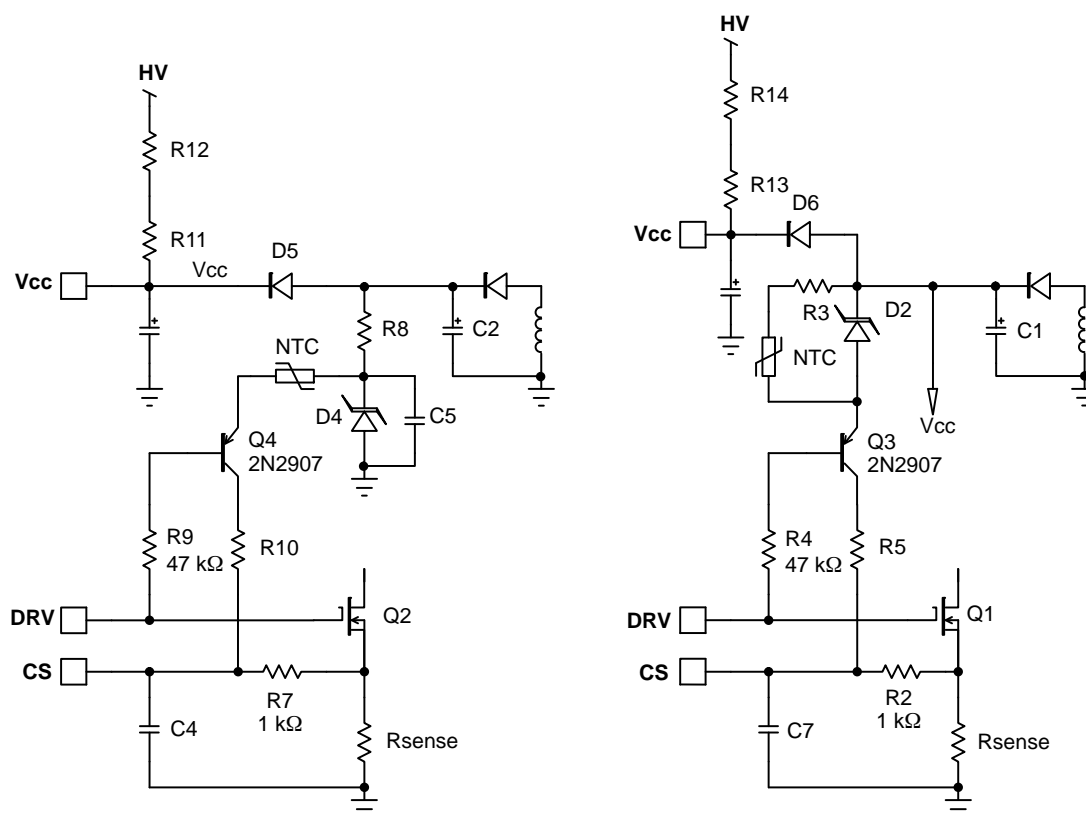 HV
R12
R11
Vcc
Vcc
D5
R8
C2
NTC
D4
C5
Q4
2N2907
R9
47 kΩ
R10
DRV
Q2
CS
R7
1 kΩ
C4
Rsense
HV
R14
R13
D6
Vcc
R3
D2
C1
NTC
Vcc
Q3
2N2907
R4
47 kΩ
R5
DRV
Q1
CS
R2
1 kΩ
C7
Rsense